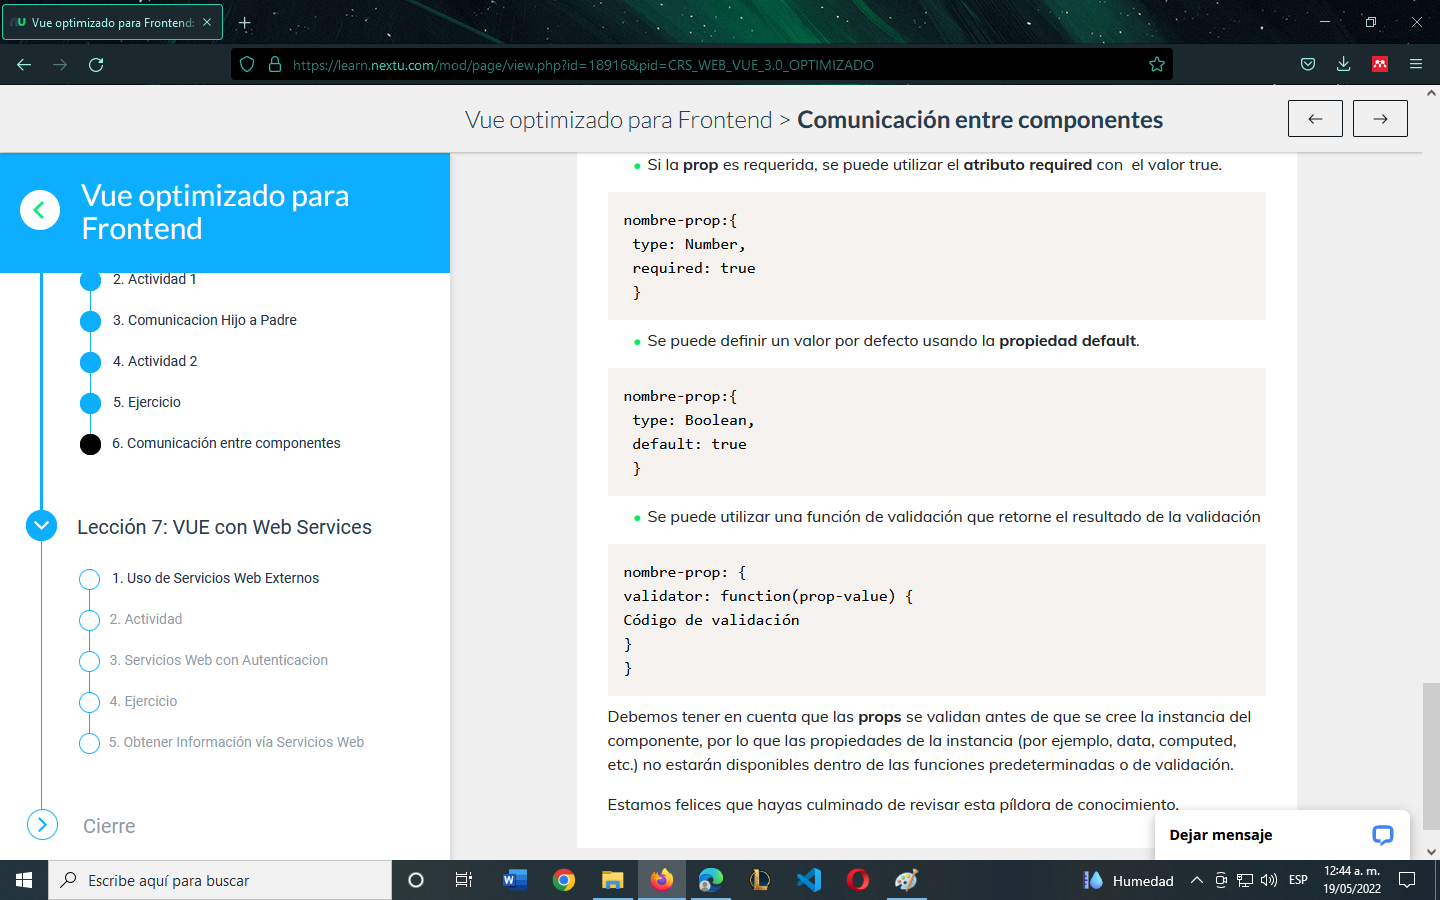 Vue optimizado para Frontend:
https://learn.nextu.com/mod/page/view.php?id=18916&pid=CRS_WEB_VUE_3.0_OPTIMIZADO
Vue optimizado para Frontend > Comunicación entre componentes
Vue optimizado para
Frontend
2. Actividad 1
3. Comunicacion Hijo a Padre
4. Actividad 2
5. Ejercicio
6. Comunicación entre componentes
Lección 7: VUE con Web Services
1. Uso de Servicios Web Externos
2. Actividad
3. Servicios Web con Autenticacion
4. Ejercicio
5. Obtener Información vía Servicios Web
Cierre
Si la prop es requerida, se puede utilizar el atributo required con  el valor true.
nombre-prop:{
type: Number,
required: true
}
Se puede definir un valor por defecto usando la propiedad default.
nombre-prop:{
type: Boolean,
default: true
}
Se puede utilizar una función de validación que retorne el resultado de la validación
nombre-prop: {
validator: function(prop-value) {
Código de validación
}
}
Debemos tener en cuenta que las props se validan antes de que se cree la instancia del
componente, por lo que las propiedades de la instancia (por ejemplo, data, computed,
etc.) no estarán disponibles dentro de las funciones predeterminadas o de validación.
Estamos felices que hayas culminado de revisar esta píldora de conocimiento.
Dejar mensaje
Escribe aquí para buscar
Humedad
ESP
12:44 a. m.
19/05/2022